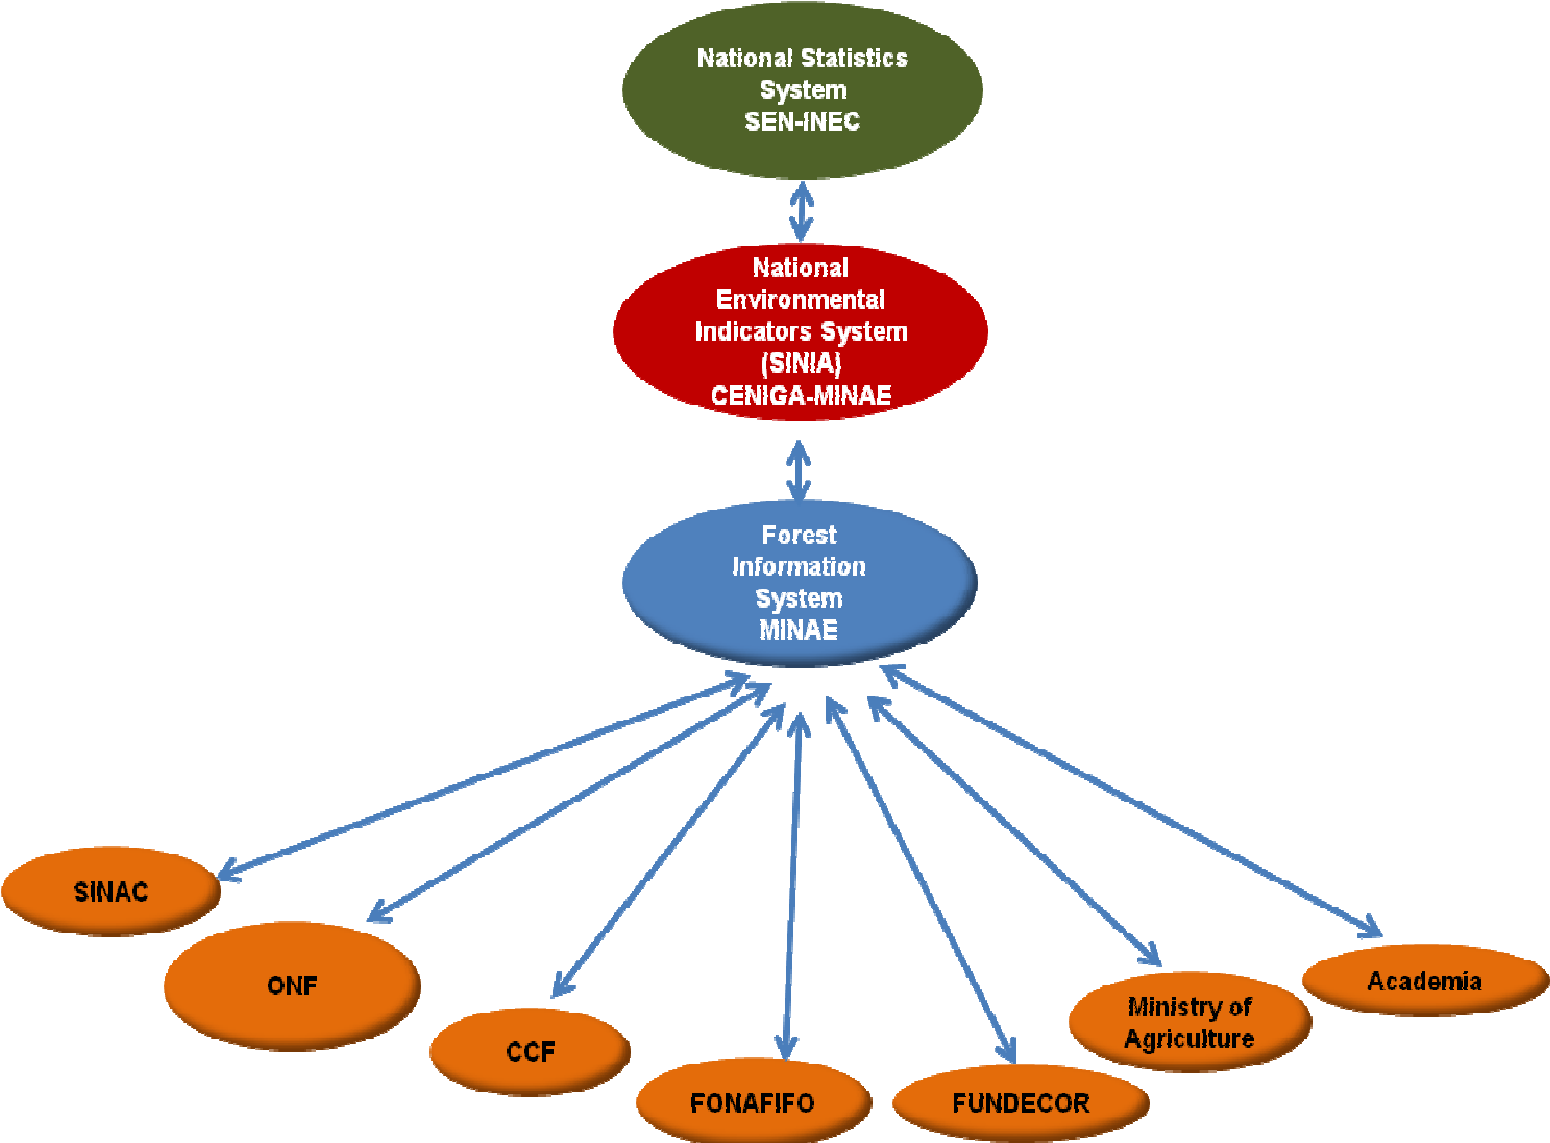 National Statistics
System
SEN-INEC
National
Environmental
Indicators System
(SINIA)
CENIGA-MINAE
Forest
Information
System
MINAE
SINAC
ONF
CCF
FONAFIFO
FUNDECOR
Ministry of
Agriculture
Academia